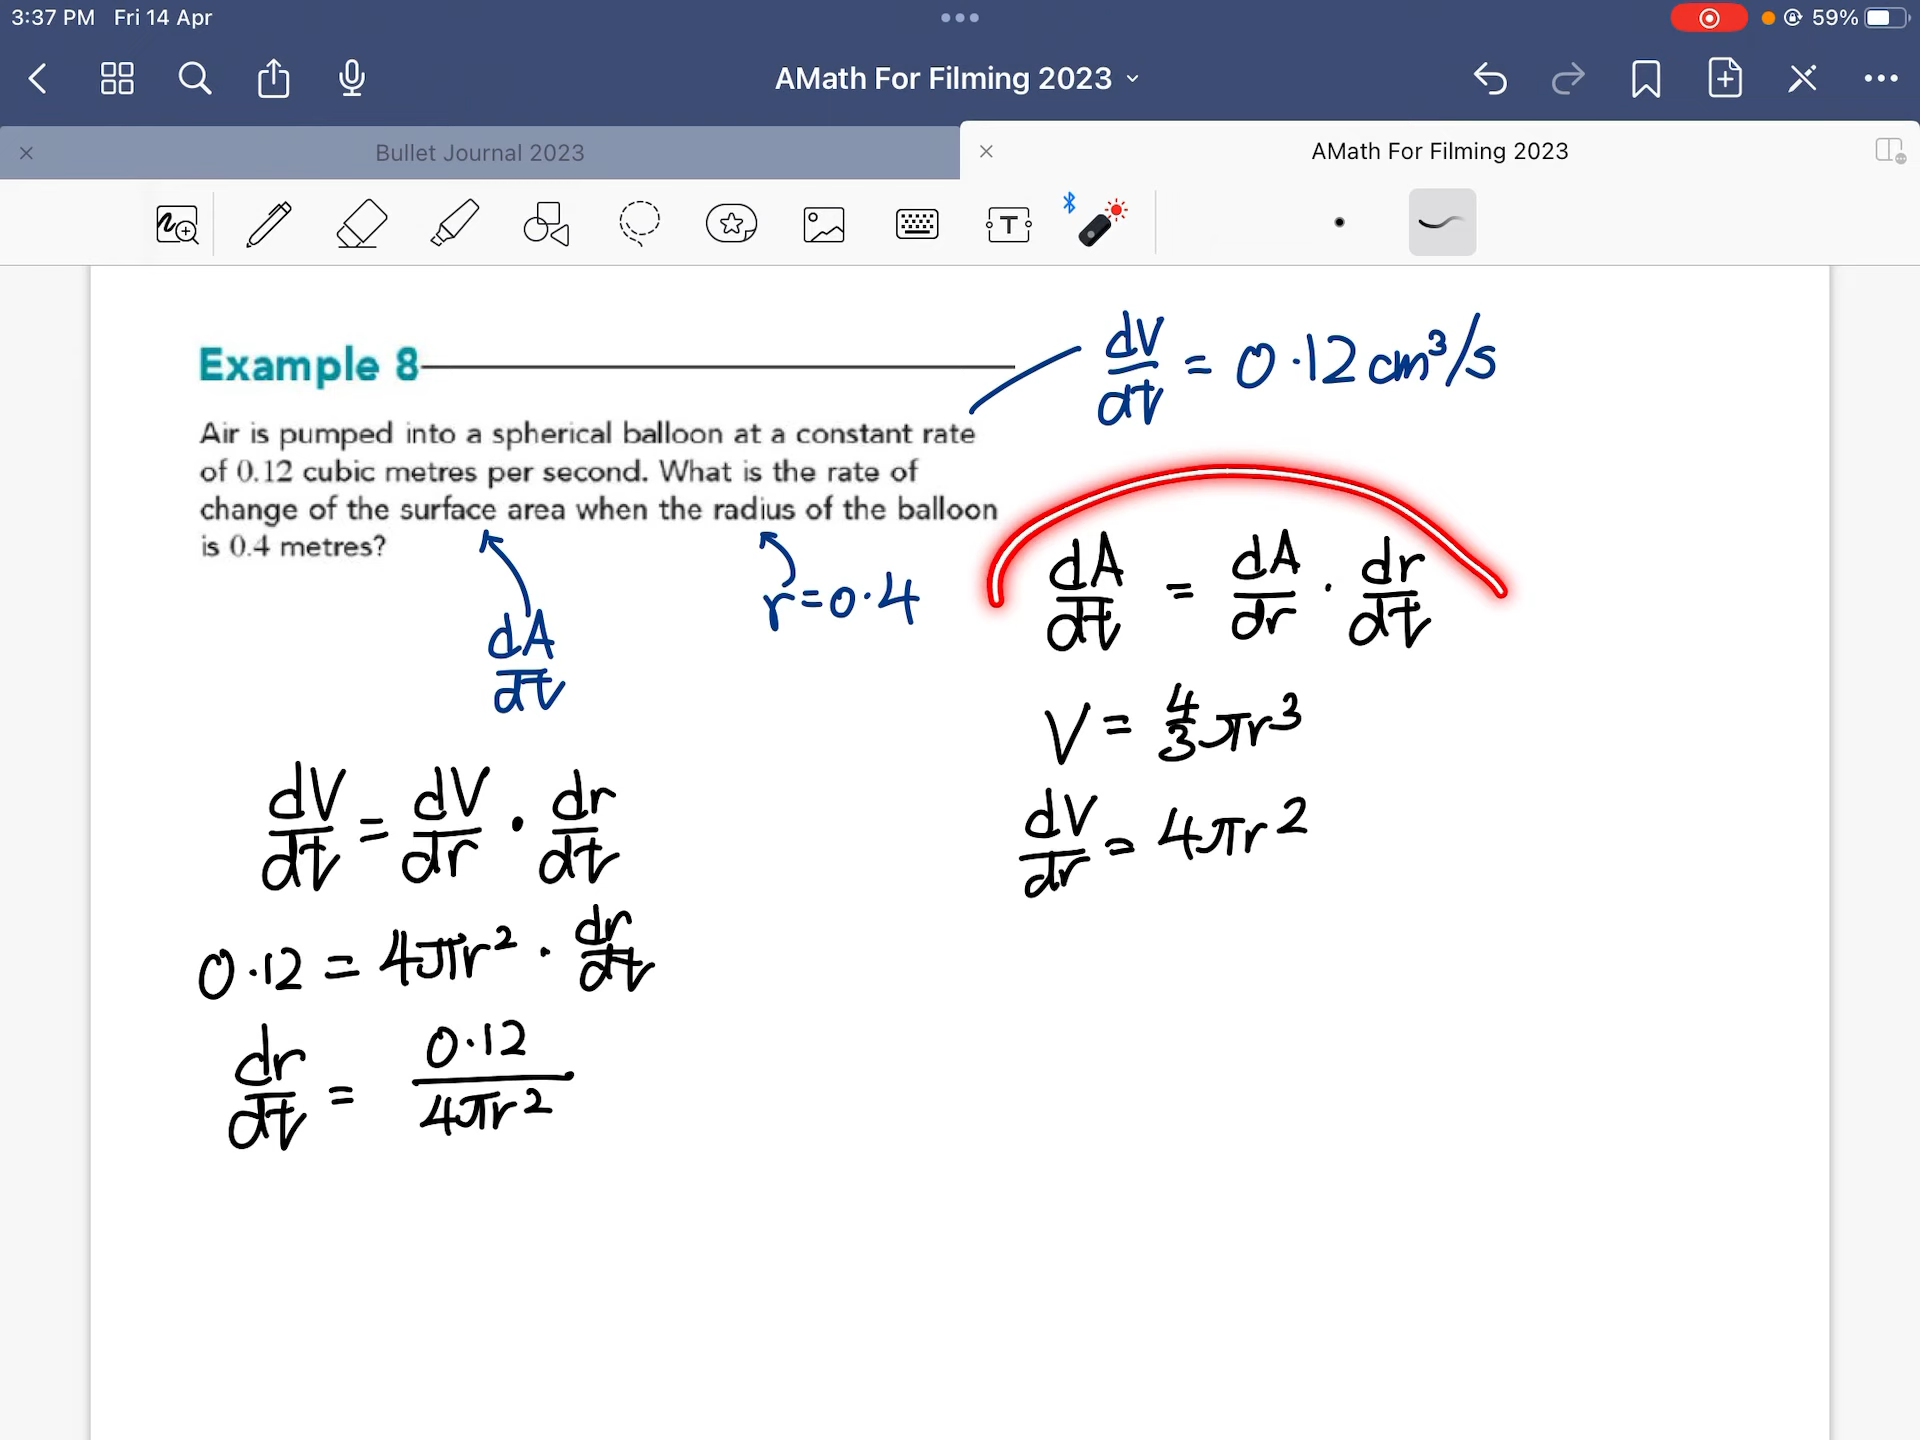 3:37 PM Fri 14 Apr
59%
AMath For Filming 2023
Bullet Journal 2023
AMath For Filming 2023
T
Example 8
Air is pumped into a spherical balloon at a constant rate
of 0.12 cubic metres per second. What is the rate of
change of the surface area when the radius of the balloon
is 0.4 metres?
dV/dt = 0.12 cm³/s
r = 0.4
dA/dt
dA/dt = dA/dr · dr/dt
V = 4/3 πr³
dV/dr = 4πr²
dV/dt = dV/dr · dr/dt
0.12 = 4πr² · dr/dt
dr/dt = 0.12/4πr²